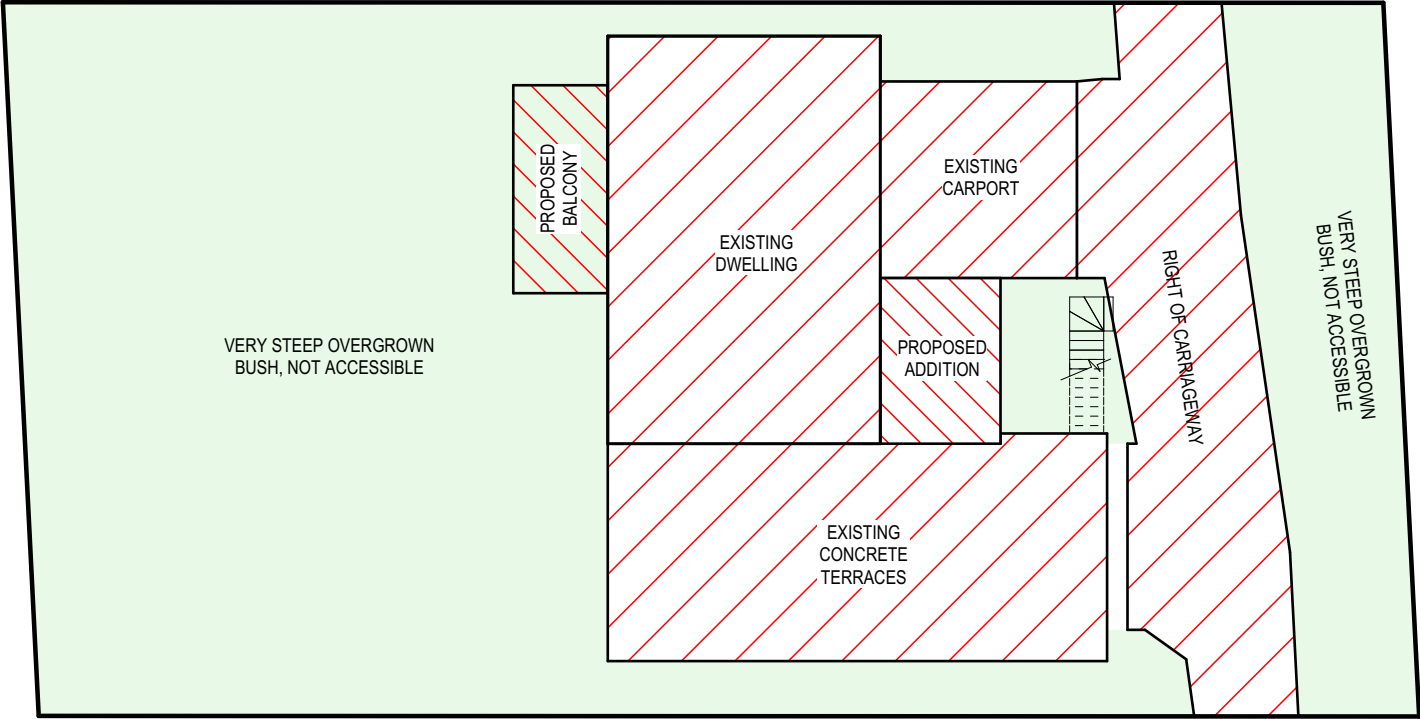 PROPOSED
BALCONY
EXISTING
DWELLING
EXISTING
CARPORT
PROPOSED
ADDITION
RIGHT OF CARRIAGEWAY
VERY STEEP OVERGROWN
BUSH, NOT ACCESSIBLE
VERY STEEP OVERGROWN
BUSH, NOT ACCESSIBLE
EXISTING
CONCRETE
TERRACES